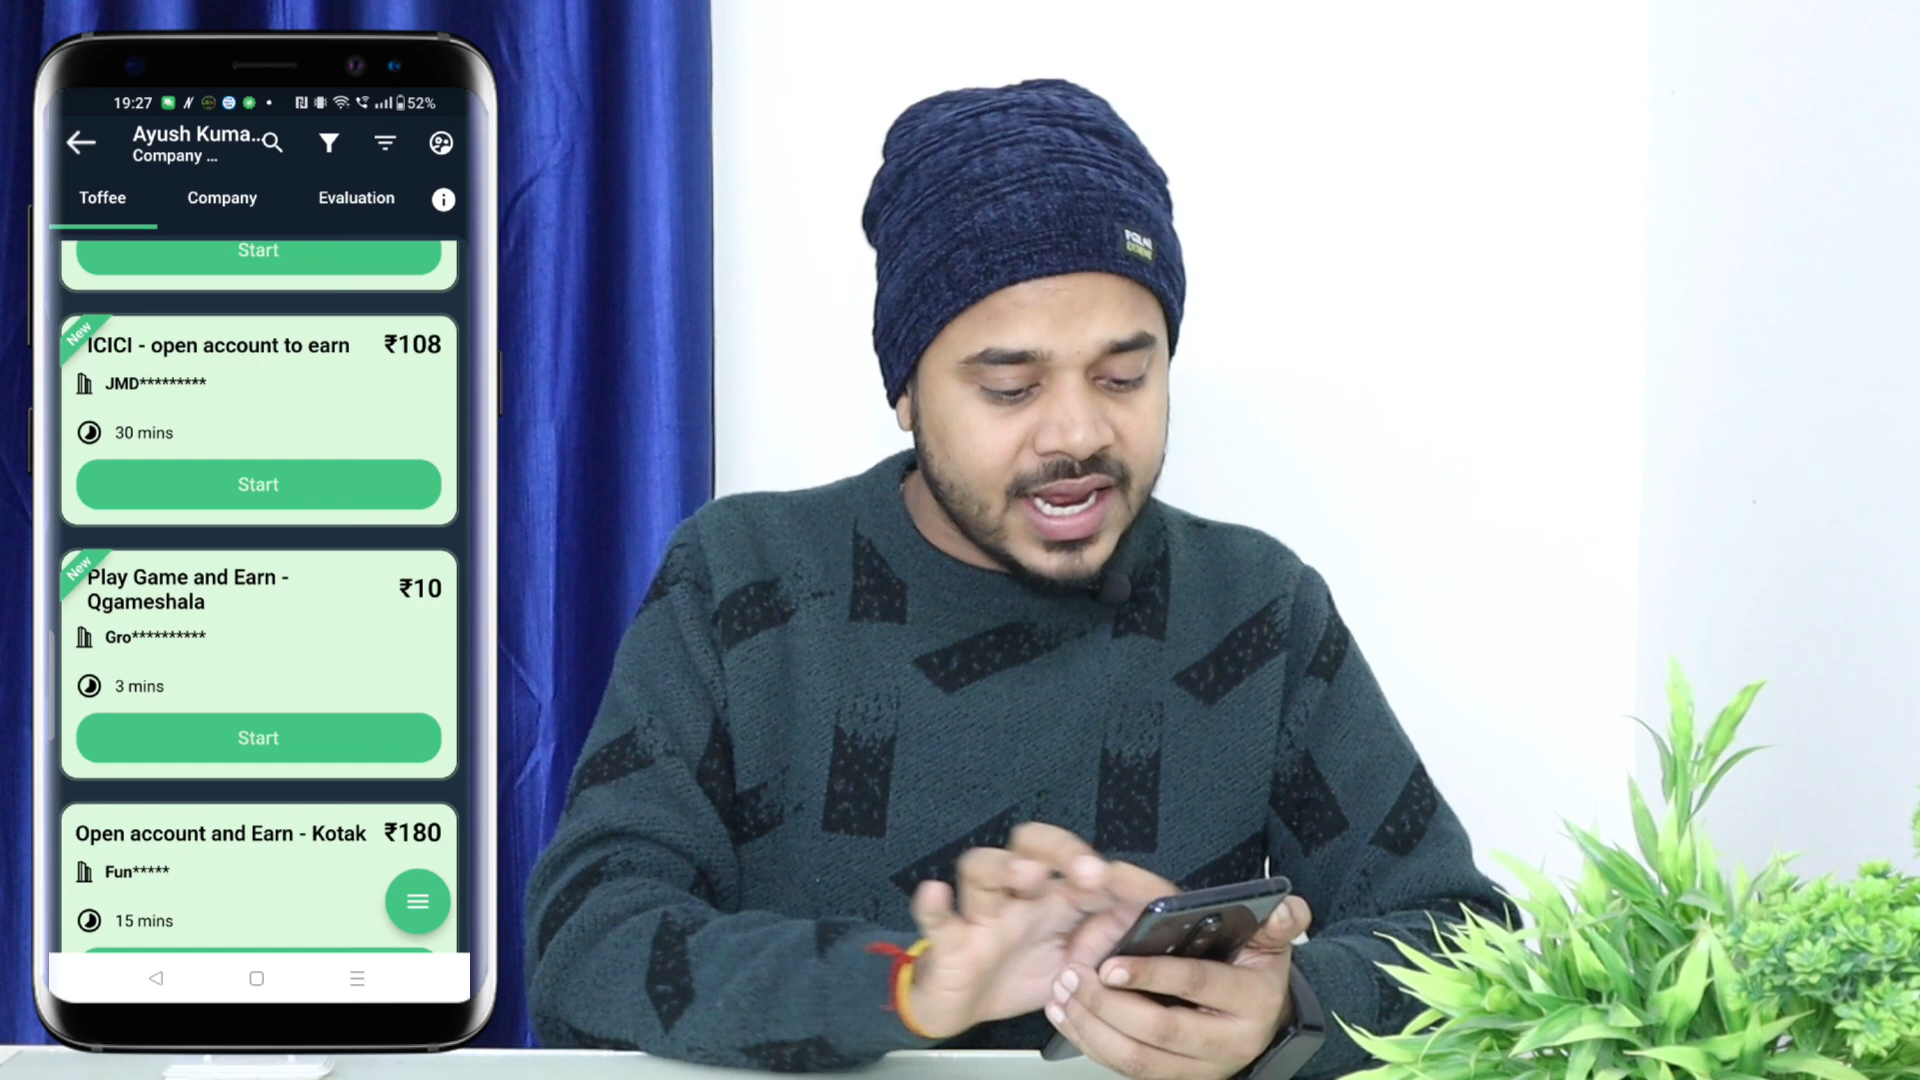 19:27
52%
Ayush Kuma..
Company ...
Toffee
Company
Evaluation
Start
New
ICICI - open account to earn
₹108
JMD*********
30 mins
Start
New
Play Game and Earn -
Qgameshala
₹10
Gro**********
3 mins
Start
Open account and Earn - Kotak
₹180
Fun*****
15 mins
POLAR
EXTREME